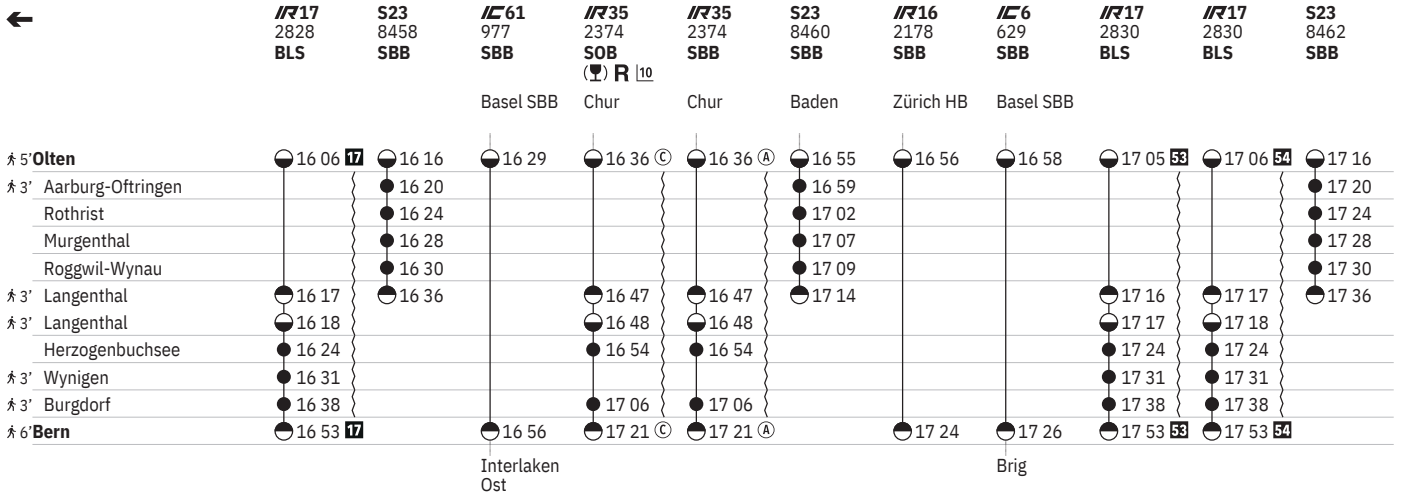 IR17 S23 IC61 IR35 IR35 S23 IR16 IC6 IR17 IR17 S23
2828 8458 977 2374 2374 8460 2178 629 2830 2830 8462
BLS SBB SBB SOB SBB SBB SBB SBB BLS BLS SBB
R 10
Basel SBB Chur Chur Baden Zürich HB Basel SBB
5' Olten 16 06 17 16 16 16 29 16 36 C 16 36 A 16 55 16 56 16 58 17 05 53 17 06 54 17 16
3' Aarburg-Oftringen 16 20 16 59 17 20
Rothrist 16 24 17 02 17 24
Murgenthal 16 28 17 07 17 28
Roggwil-Wynau 16 30 17 09 17 30
3' Langenthal 16 17 16 36 16 47 16 47 17 14 17 16 17 17 17 36
3' Langenthal 16 18 16 48 16 48 17 17 17 18
Herzogenbuchsee 16 24 16 54 16 54 17 24 17 24
3' Wynigen 16 31 17 31 17 31
3' Burgdorf 16 38 17 06 17 06 17 38 17 38
6' Bern 16 53 17 16 56 17 21 C 17 21 A 17 24 17 26 17 53 53 17 53 54
Interlaken Brig
Ost